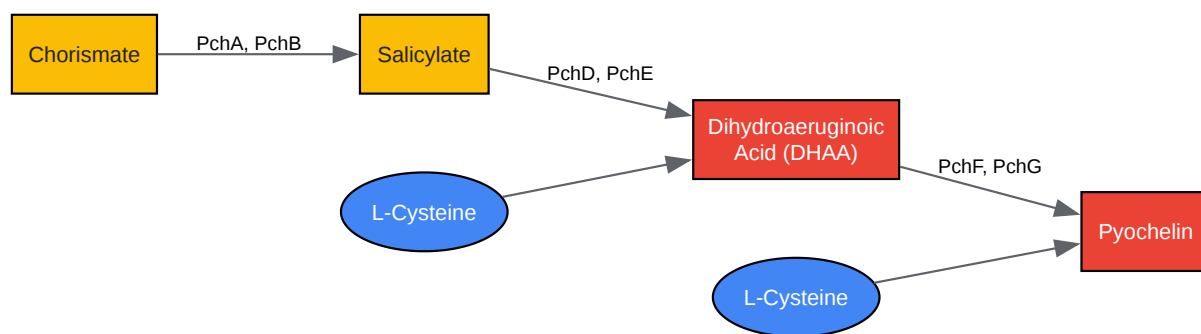 Chorismate
PchA, PchB
Salicylate
PchD, PchE
L-Cysteine
Dihydroaeruginoic
Acid (DHAA)
PchF, PchG
L-Cysteine
Pyochelin